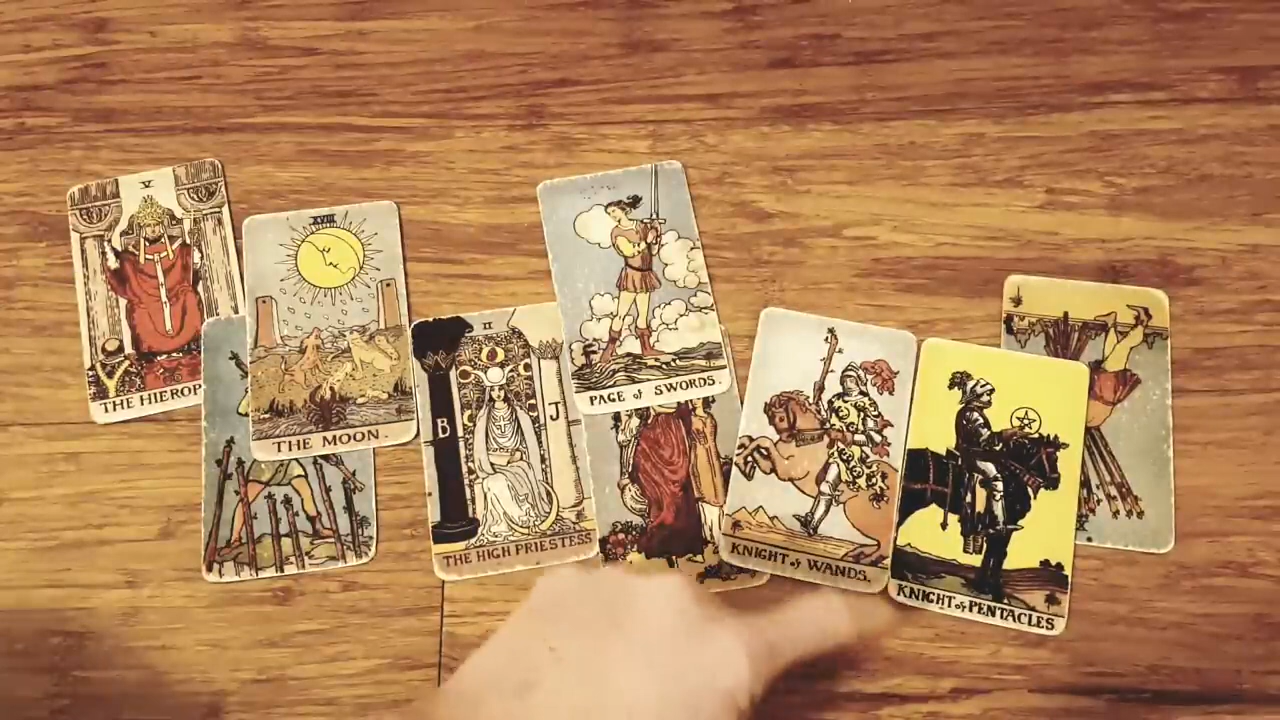 V
THE HIEROP
XVIII
THE MOON.
II
B
J
THE HIGH PRIESTESS
PAGE of SWORDS.
KNIGHT of WANDS.
KNIGHT of PENTACLES